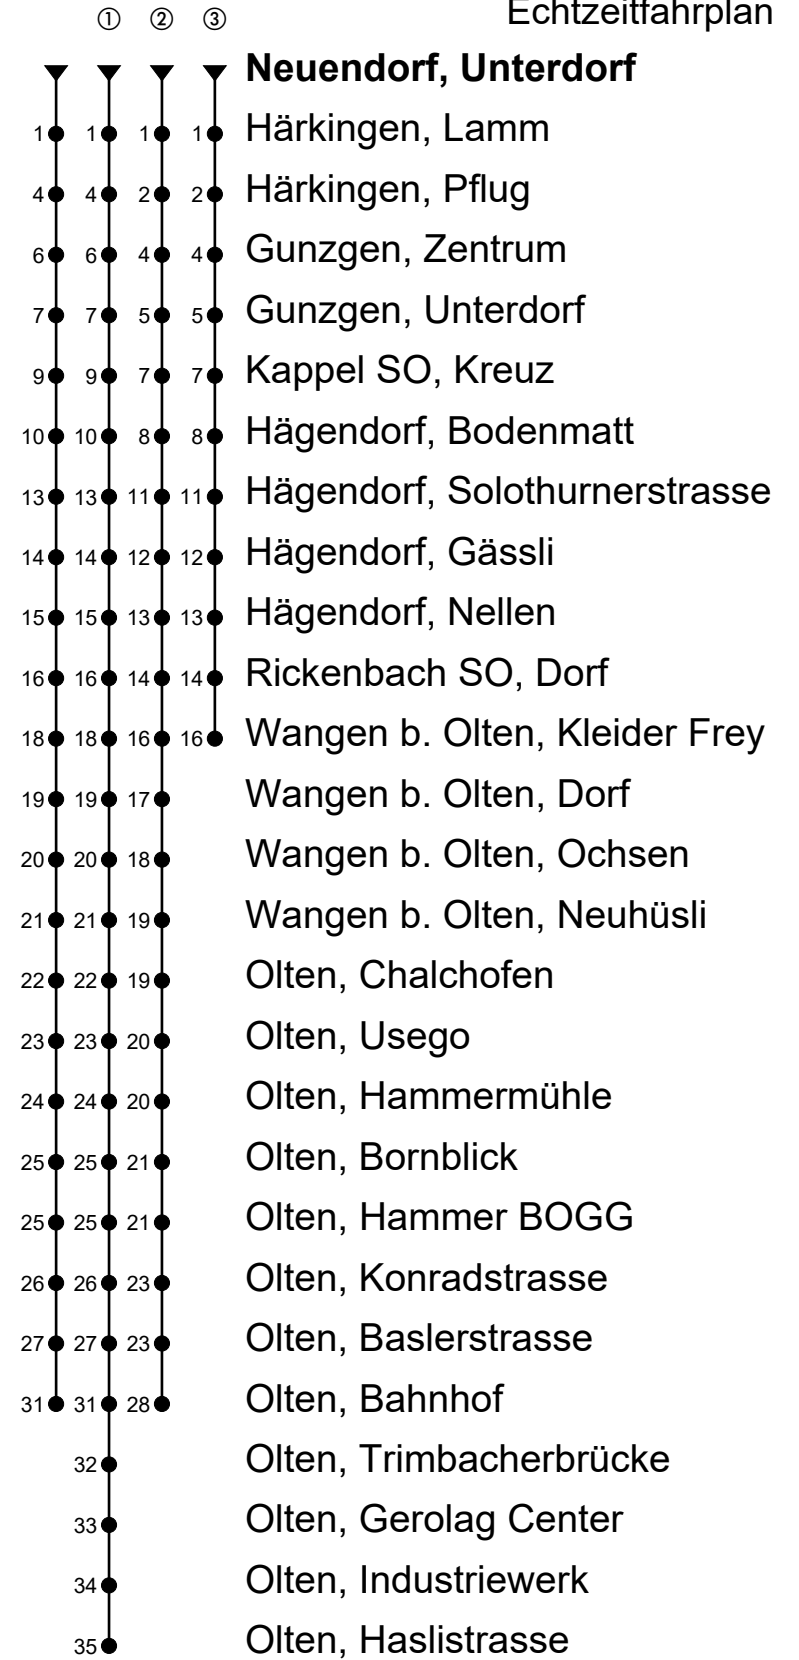 Echtzeitfahrplan
① ② ③
Neuendorf, Unterdorf
1 1 1 1 Härkingen, Lamm
4 4 2 2 Härkingen, Pflug
6 6 4 4 Gunzgen, Zentrum
7 7 5 5 Gunzgen, Unterdorf
9 9 7 7 Kappel SO, Kreuz
10 10 8 8 Hägendorf, Bodenmatt
13 13 11 11 Hägendorf, Solothurnerstrasse
14 14 12 12 Hägendorf, Gässli
15 15 13 13 Hägendorf, Nellen
16 16 14 14 Rickenbach SO, Dorf
18 18 16 16 Wangen b. Olten, Kleider Frey
19 19 17 Wangen b. Olten, Dorf
20 20 18 Wangen b. Olten, Ochsen
21 21 19 Wangen b. Olten, Neuhüsli
22 22 19 Olten, Chalchofen
23 23 20 Olten, Usego
24 24 20 Olten, Hammermühle
25 25 21 Olten, Bornblick
25 25 21 Olten, Hammer BOGG
26 26 23 Olten, Konradstrasse
27 27 23 Olten, Baslerstrasse
31 31 28 Olten, Bahnhof
32 Olten, Trimbacherbrücke
33 Olten, Gerolag Center
34 Olten, Industriewerk
35 Olten, Haslistrasse